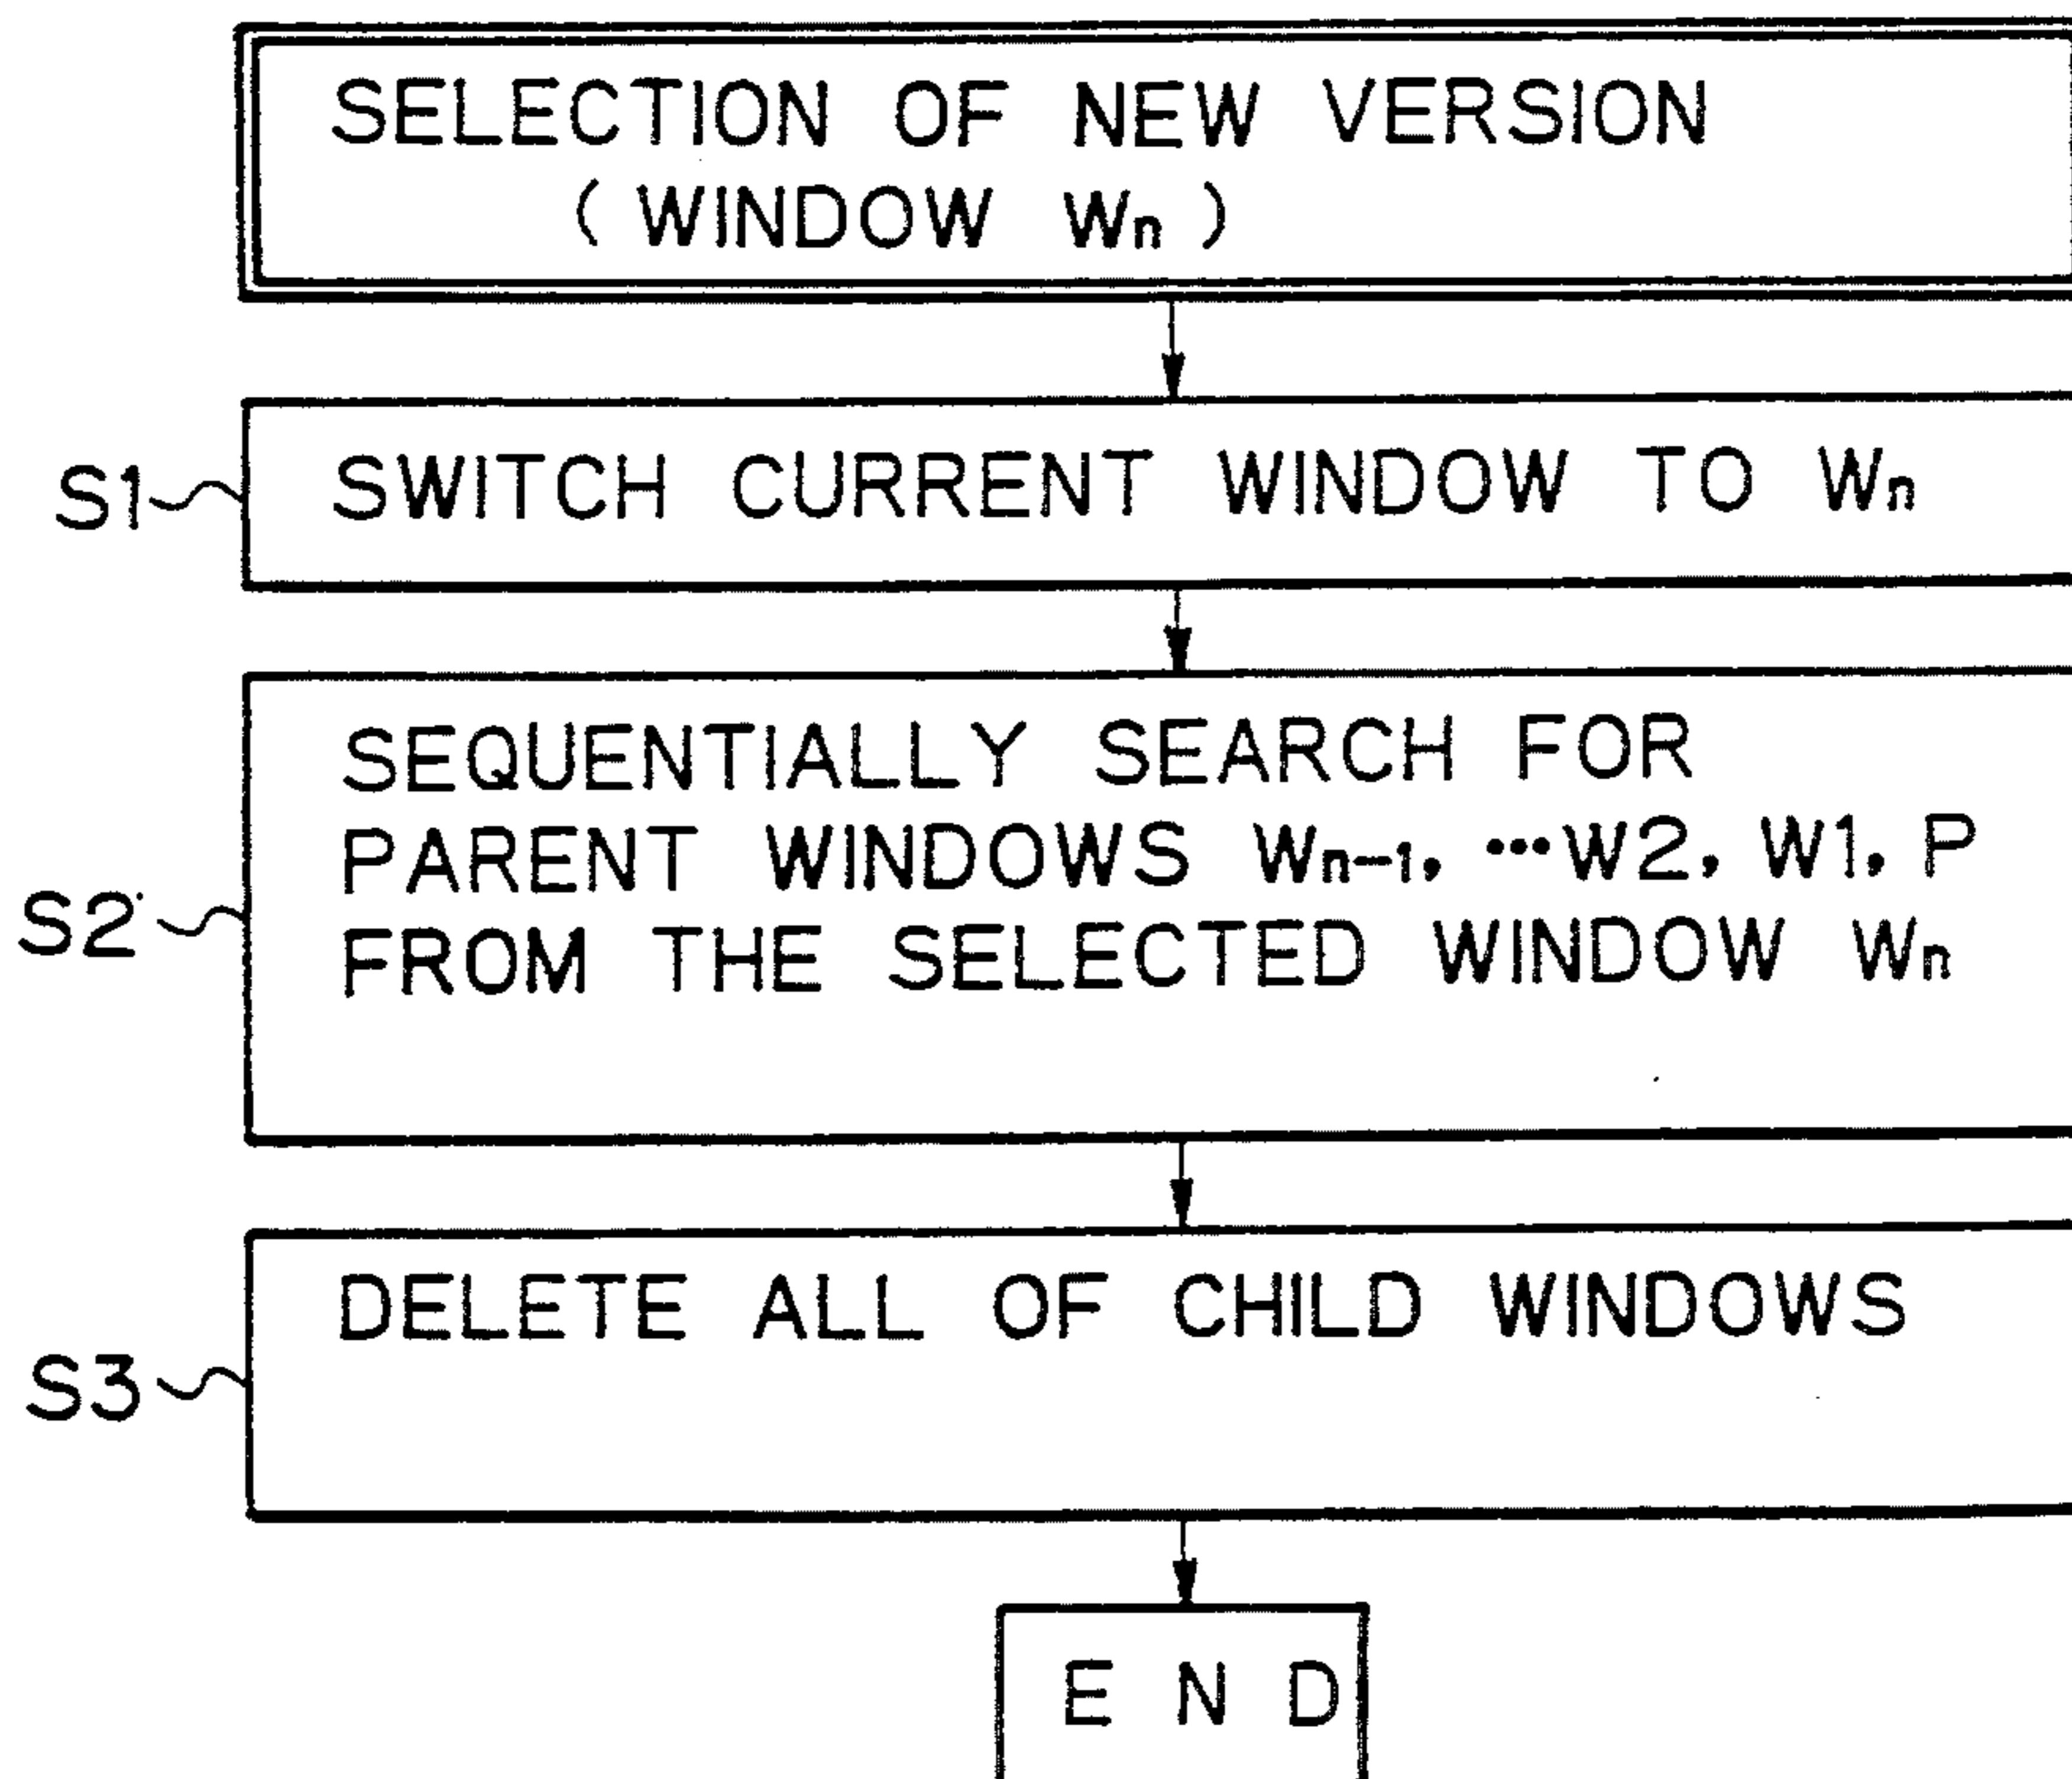 SELECTION OF NEW VERSION
( WINDOW Wn )
S1
SWITCH CURRENT WINDOW TO Wn
S2
SEQUENTIALLY SEARCH FOR
PARENT WINDOWS Wn-1, ···W2, W1, P
FROM THE SELECTED WINDOW Wn
S3
DELETE ALL OF CHILD WINDOWS
E N D